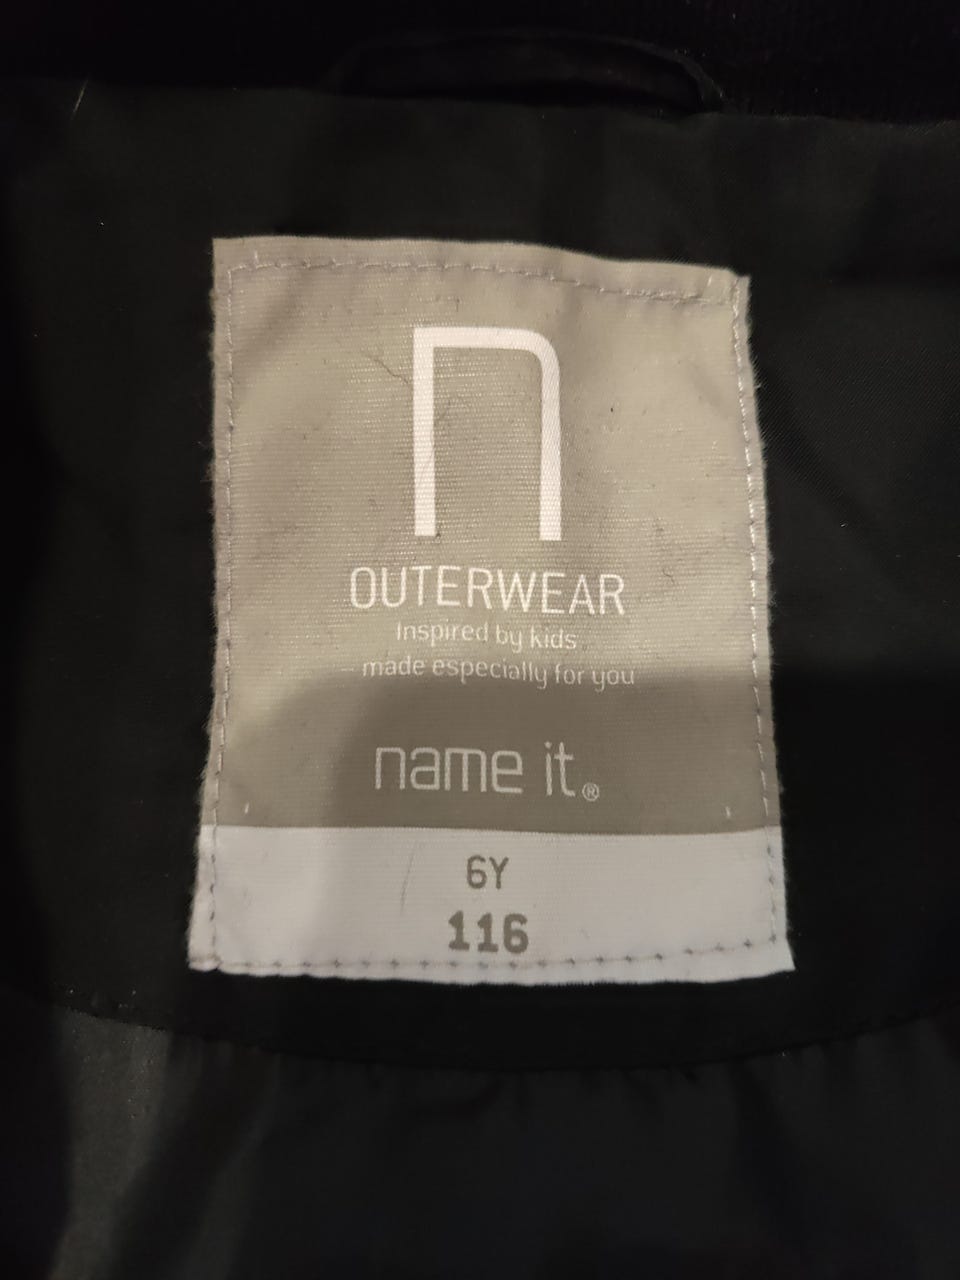 n
OUTERWEAR
Inspired by kids
- made especially for you
name it®
6Y
116